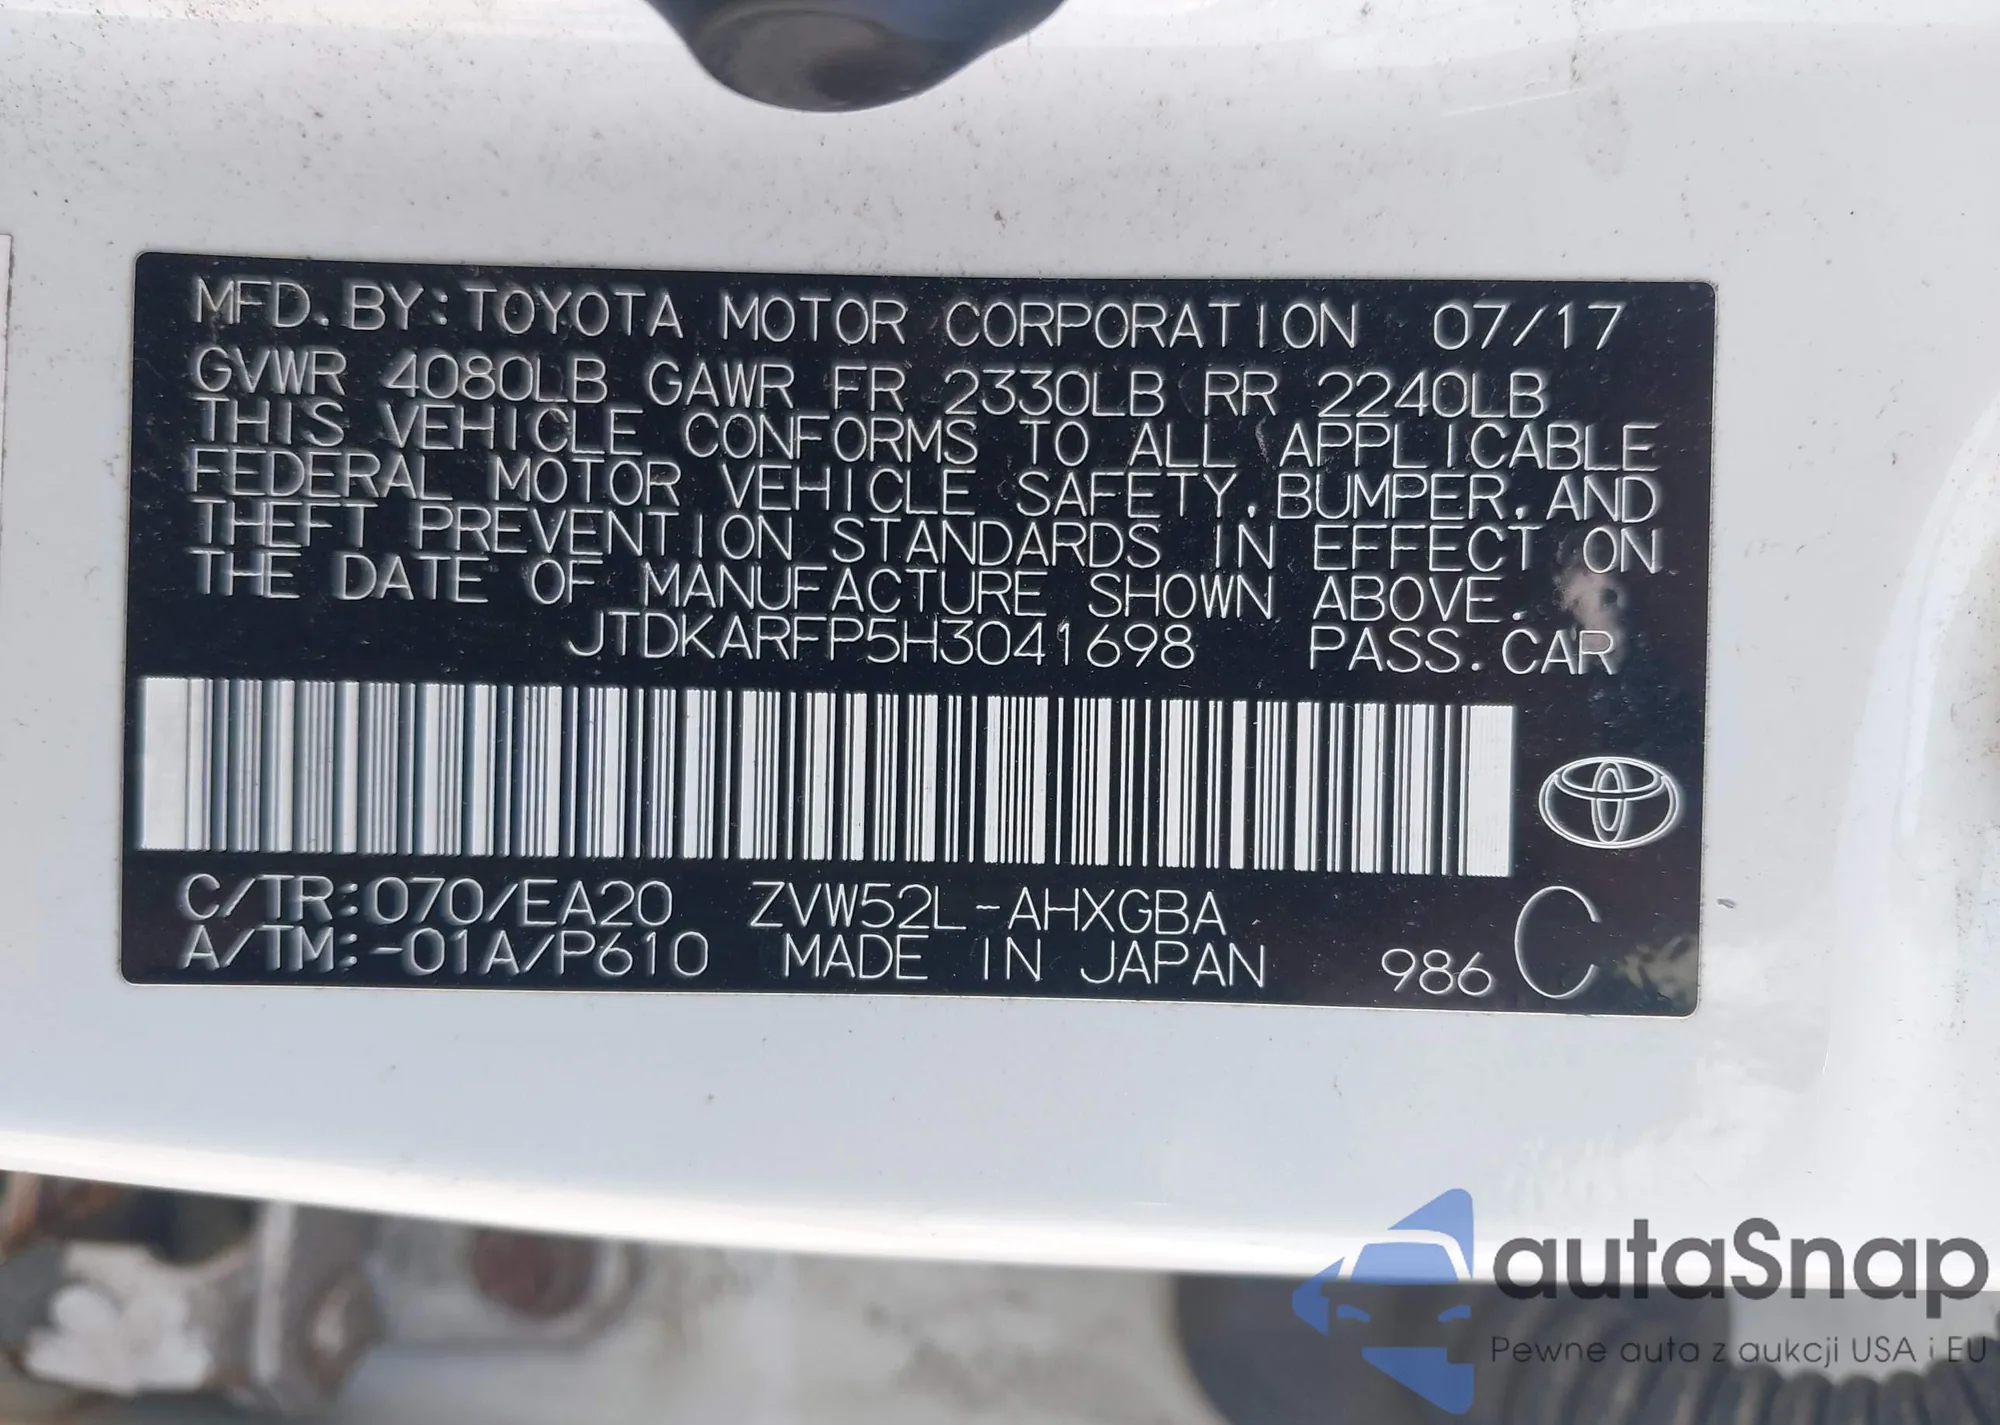 MFD.BY:TOYOTA MOTOR CORPORATION 07/17
GVWR 4080LB GAWR FR 2330LB RR 2240LB
THIS VEHICLE CONFORMS TO ALL APPLICABLE
FEDERAL MOTOR VEHICLE SAFETY,BUMPER,AND
THEFT PREVENTION STANDARDS IN EFFECT ON
THE DATE OF MANUFACTURE SHOWN ABOVE.
JTDKARFP5H3041698 PASS.CAR
C/TR:070/EA20 ZVW52L-AHXGBA
A/TM:-01A/P610 MADE IN JAPAN 986 C
autaSnap
Pewne auta z aukcji USA i EU